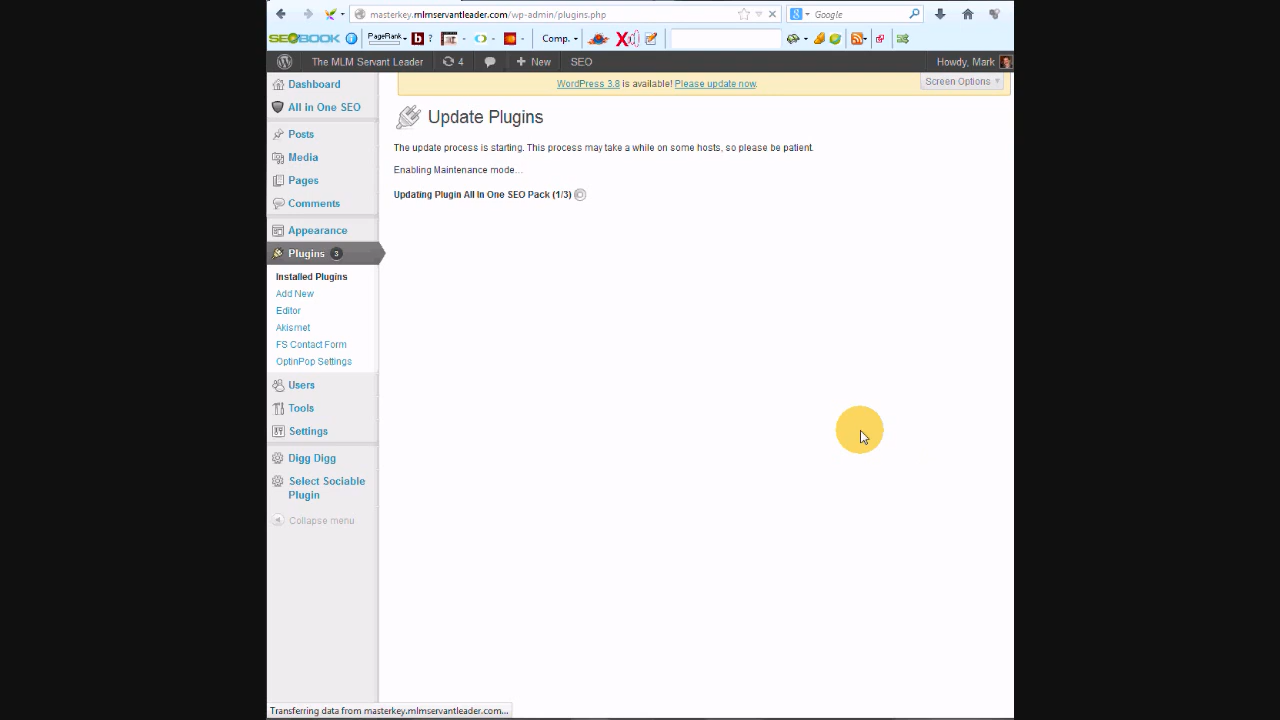 masterkey.mlmservantleader.com/wp-admin/plugins.php
Google
SEOBOOK
PageRank
b ?
Comp.
The MLM Servant Leader
4
New
SEO
Howdy, Mark
Dashboard
All in One SEO
Posts
Media
Pages
Comments
Appearance
Plugins 3
Installed Plugins
Add New
Editor
Akismet
FS Contact Form
OptinPop Settings
Users
Tools
Settings
Digg Digg
Select Sociable
Plugin
Collapse menu
WordPress 3.8 is available! Please update now.
Screen Options
Update Plugins
The update process is starting. This process may take a while on some hosts, so please be patient.
Enabling Maintenance mode…
Updating Plugin All In One SEO Pack (1/3)
Transferring data from masterkey.mlmservantleader.com...